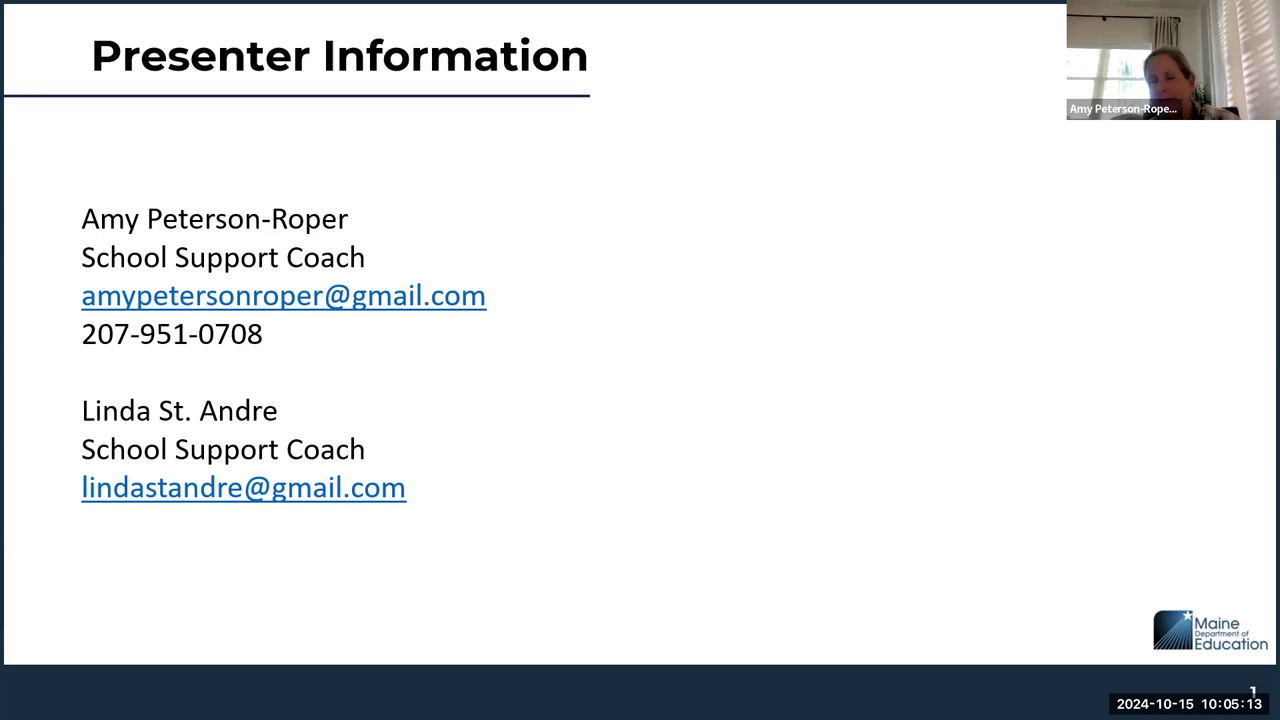 Presenter Information
Amy Peterson-Rope...
Amy Peterson-Roper
School Support Coach
amypetersonroper@gmail.com
207-951-0708
Linda St. Andre
School Support Coach
lindastandre@gmail.com
Maine
Department of
Education
1
2024-10-15 10:05:13